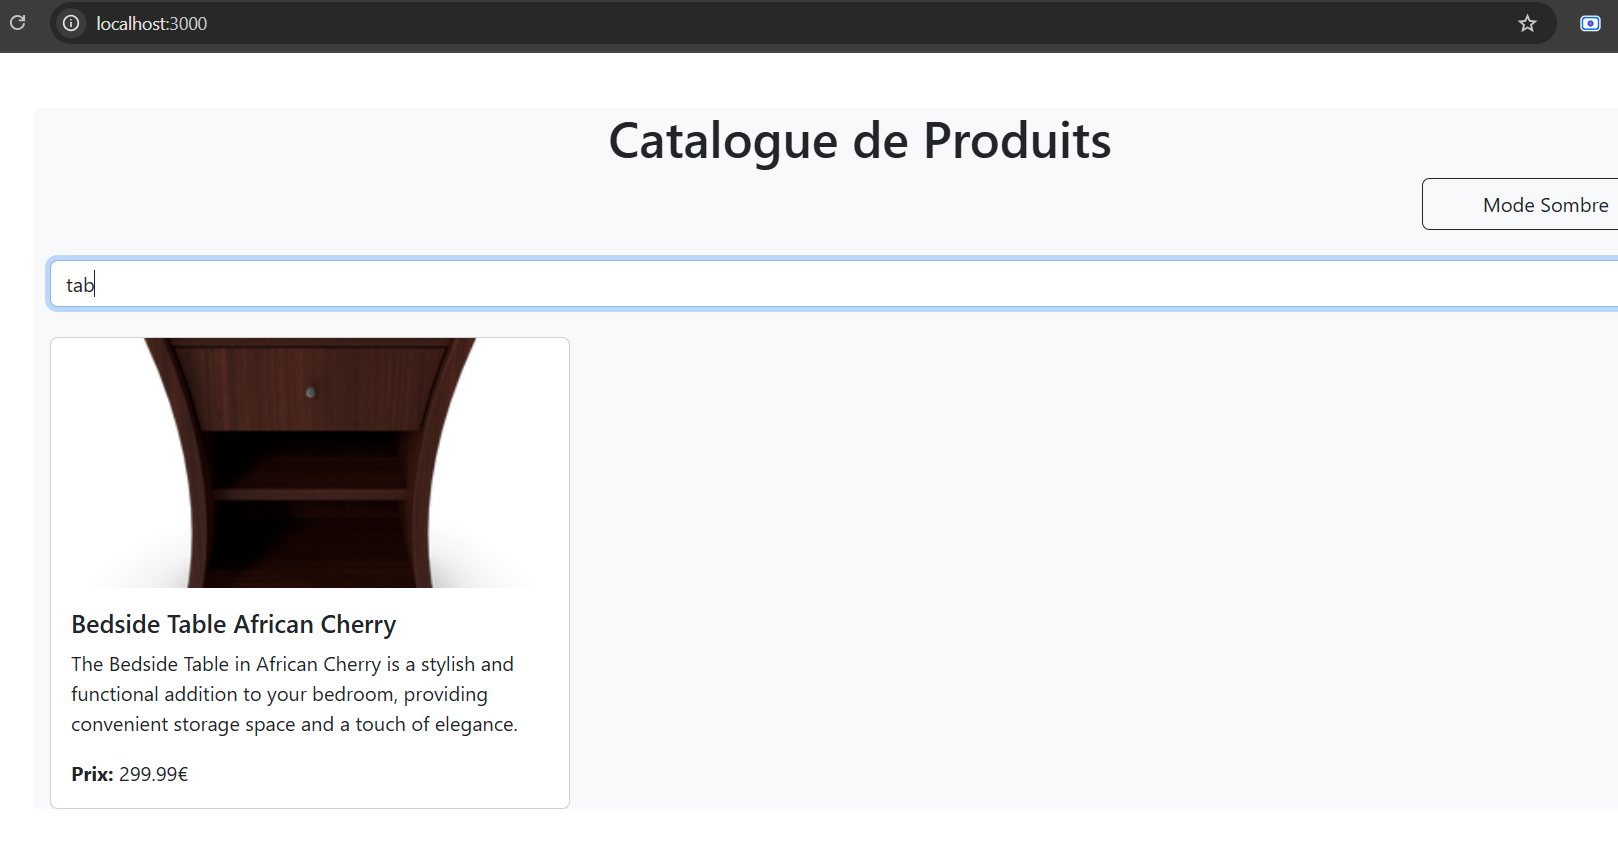 localhost:3000
Catalogue de Produits
Mode Sombre
tab
Bedside Table African Cherry
The Bedside Table in African Cherry is a stylish and
functional addition to your bedroom, providing
convenient storage space and a touch of elegance.
Prix: 299.99€